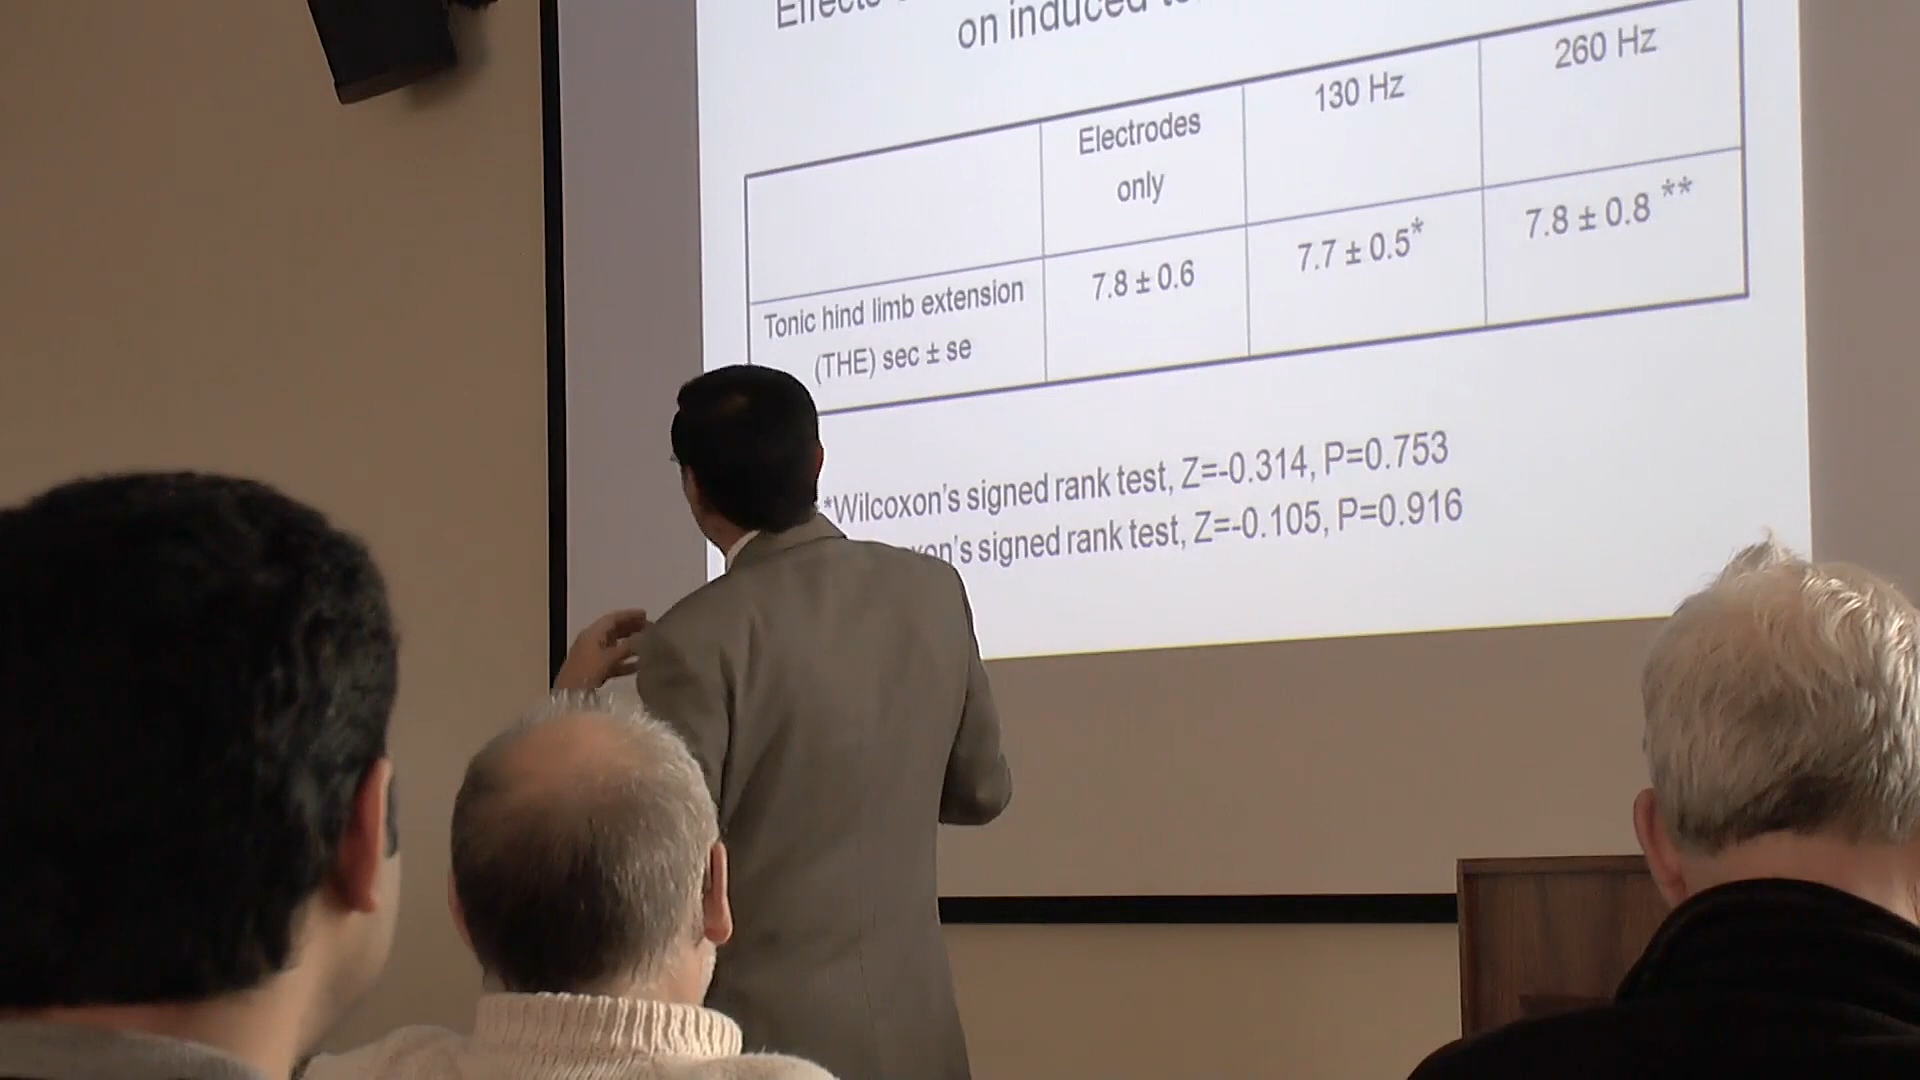 Effects
on induced
Electrodes only
130 Hz
260 Hz
Tonic hind limb extension
(THE) sec ± se
7.8 ± 0.6
7.7 ± 0.5*
7.8 ± 0.8 **
*Wilcoxon's signed rank test, Z=-0.314, P=0.753
signed rank test, Z=-0.105, P=0.916